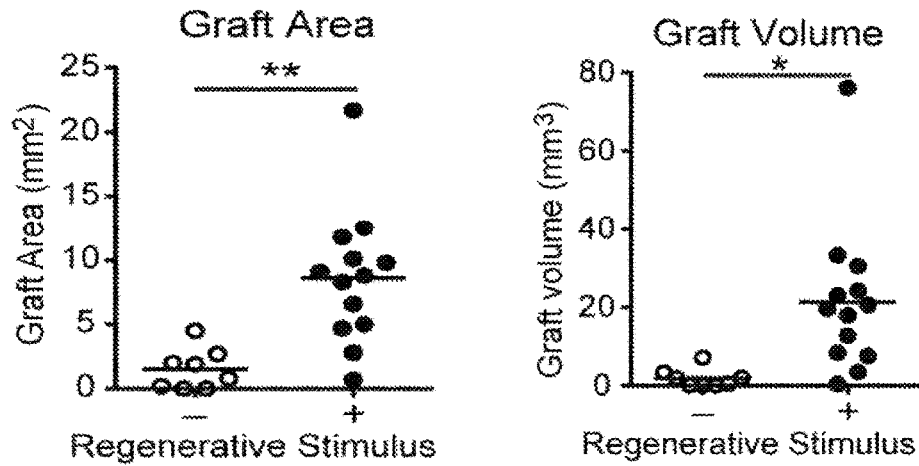 Graft Area
Graft Area (mm²)
25
20
15
10
5
0
**
− +
Regenerative Stimulus
Graft Volume
Graft volume (mm³)
80
60
40
20
0
*
− +
Regenerative Stimulus